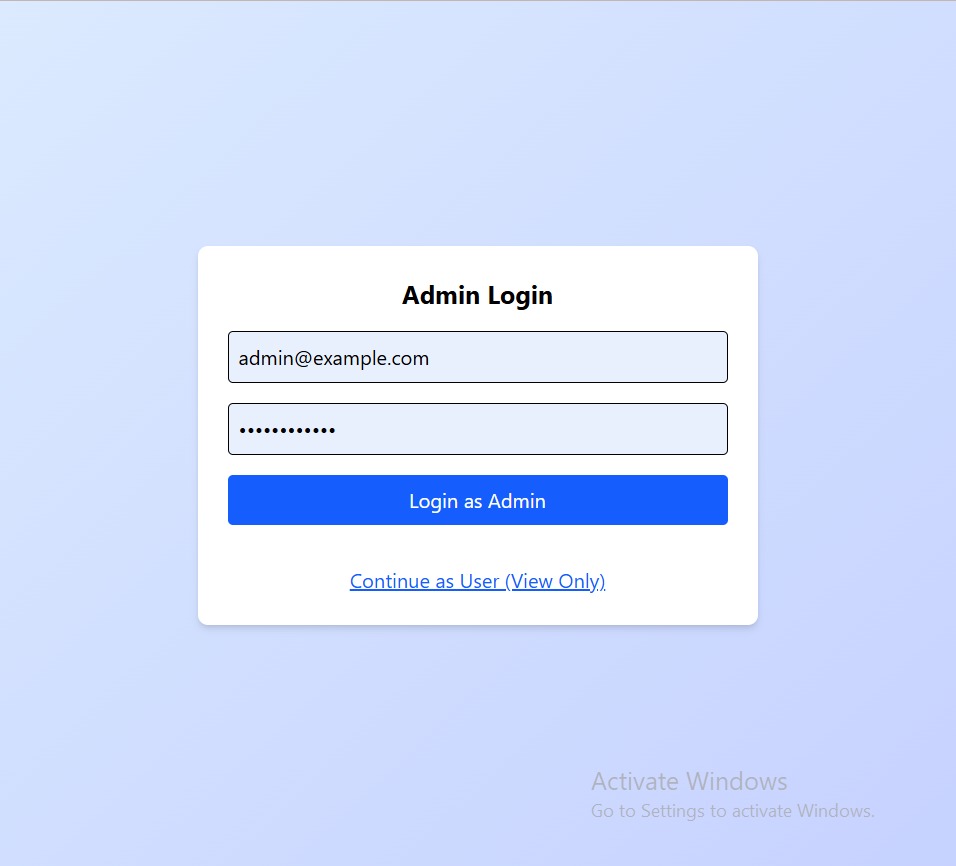 Admin Login
admin@example.com
••••••••••••
Login as Admin
Continue as User (View Only)
Activate Windows
Go to Settings to activate Windows.